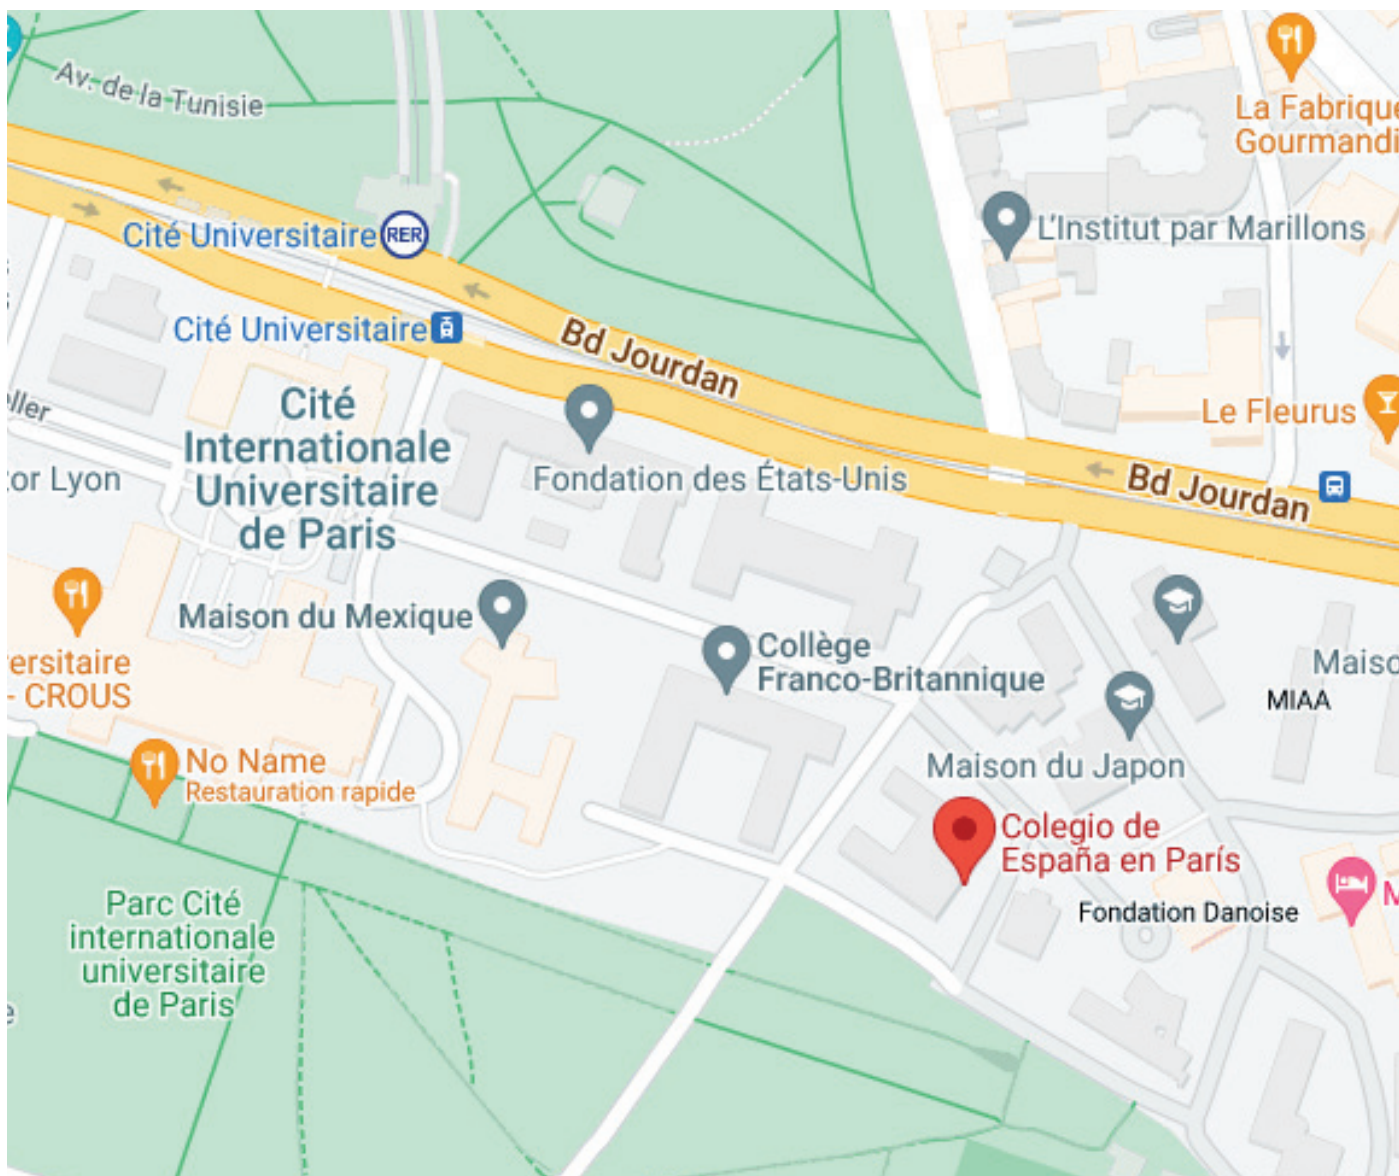 Av. de la Tunisie
La Fabrique
Gourmandi
L'Institut par Marillons
Cité Universitaire RER
Cité Universitaire
Bd Jourdan
Cité
Internationale
Universitaire
de Paris
eller
Le Fleurus
or Lyon
Fondation des États-Unis
Bd Jourdan
Maison du Mexique
Collège
Franco-Britannique
ersitaire
- CROUS
Maiso
MIAA
No Name
Restauration rapide
Maison du Japon
Colegio de
España en París
M
Fondation Danoise
Parc Cité
internationale
universitaire
de Paris
e